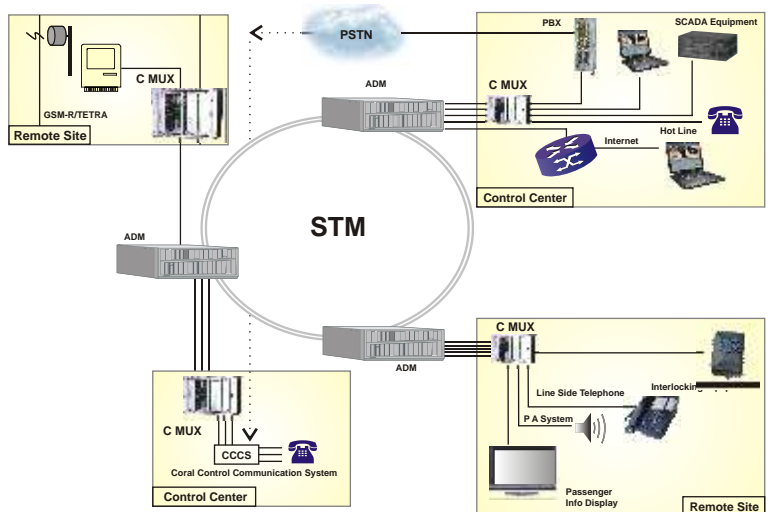 PSTN
PBX
SCADA Equipment
C MUX
ADM
C MUX
GSM-R/TETRA
Remote Site
Hot Line
Internet
Control Center
STM
ADM
ADM
C MUX
Line Side Telephone
Interlocking
P A System
Passenger
Info Display
Remote Site
C MUX
CCCS
Coral Control Communication System
Control Center